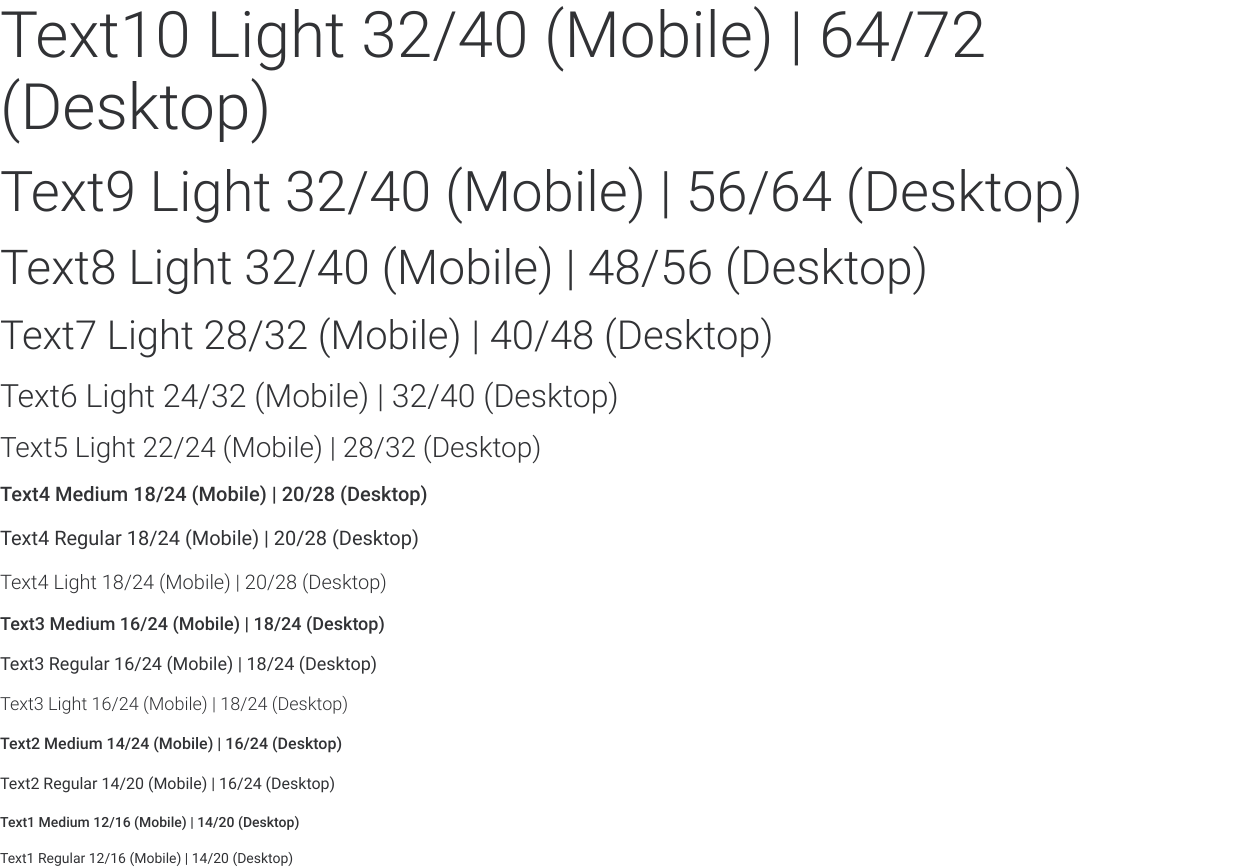 Text10 Light 32/40 (Mobile) | 64/72
(Desktop)
Text9 Light 32/40 (Mobile) | 56/64 (Desktop)
Text8 Light 32/40 (Mobile) | 48/56 (Desktop)
Text7 Light 28/32 (Mobile) | 40/48 (Desktop)
Text6 Light 24/32 (Mobile) | 32/40 (Desktop)
Text5 Light 22/24 (Mobile) | 28/32 (Desktop)
Text4 Medium 18/24 (Mobile) | 20/28 (Desktop)
Text4 Regular 18/24 (Mobile) | 20/28 (Desktop)
Text4 Light 18/24 (Mobile) | 20/28 (Desktop)
Text3 Medium 16/24 (Mobile) | 18/24 (Desktop)
Text3 Regular 16/24 (Mobile) | 18/24 (Desktop)
Text3 Light 16/24 (Mobile) | 18/24 (Desktop)
Text2 Medium 14/24 (Mobile) | 16/24 (Desktop)
Text2 Regular 14/20 (Mobile) | 16/24 (Desktop)
Text1 Medium 12/16 (Mobile) | 14/20 (Desktop)
Text1 Regular 12/16 (Mobile) | 14/20 (Desktop)